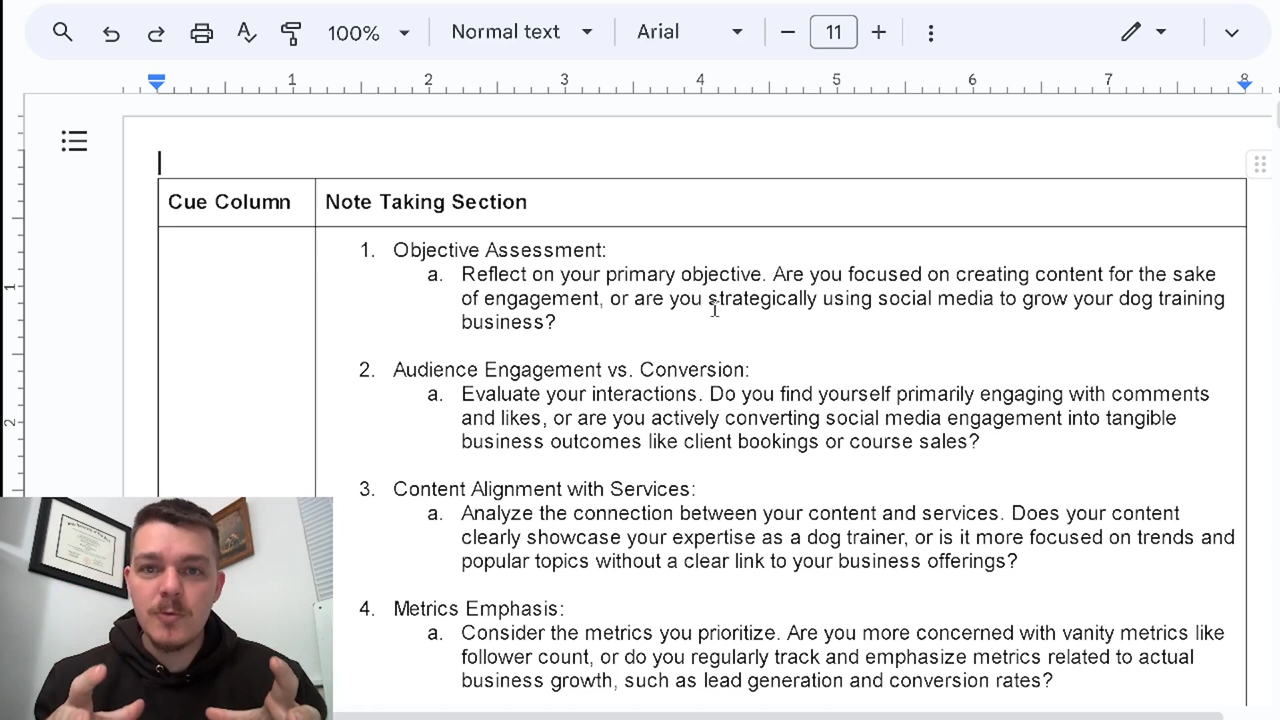 100% Normal text Arial 11
1 2 3 4 5 6 7 8
Cue Column Note Taking Section
1. Objective Assessment:
a. Reflect on your primary objective. Are you focused on creating content for the sake
of engagement, or are you strategically using social media to grow your dog training
business?
2. Audience Engagement vs. Conversion:
a. Evaluate your interactions. Do you find yourself primarily engaging with comments
and likes, or are you actively converting social media engagement into tangible
business outcomes like client bookings or course sales?
3. Content Alignment with Services:
a. Analyze the connection between your content and services. Does your content
clearly showcase your expertise as a dog trainer, or is it more focused on trends and
popular topics without a clear link to your business offerings?
4. Metrics Emphasis:
a. Consider the metrics you prioritize. Are you more concerned with vanity metrics like
follower count, or do you regularly track and emphasize metrics related to actual
business growth, such as lead generation and conversion rates?
1
2